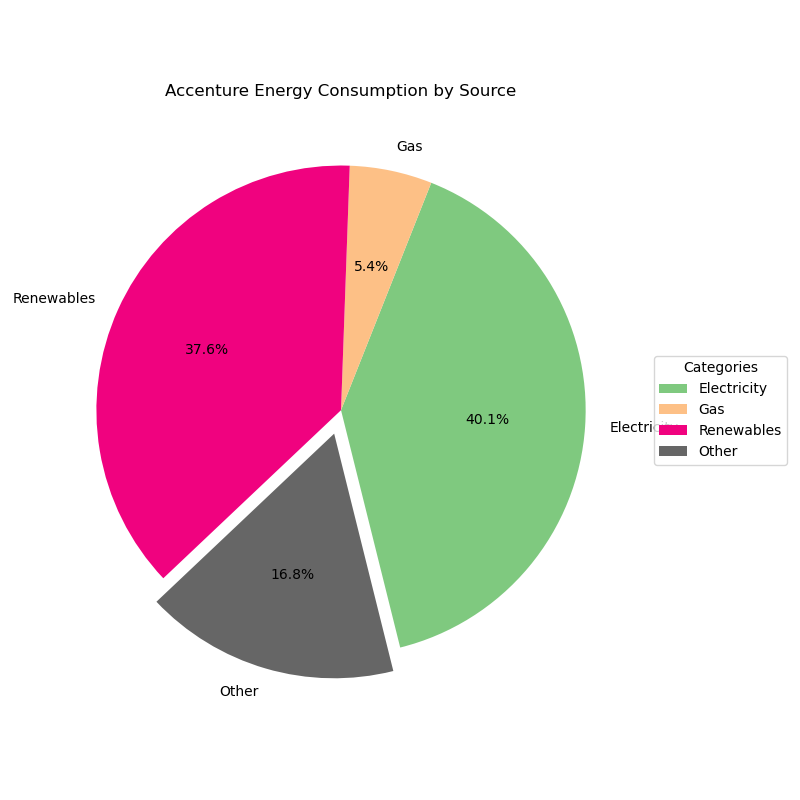 Accenture Energy Consumption by Source
Gas
5.4%
Renewables
37.6%
40.1%
Categories
Electricity
Gas
Renewables
Other
16.8%
Other